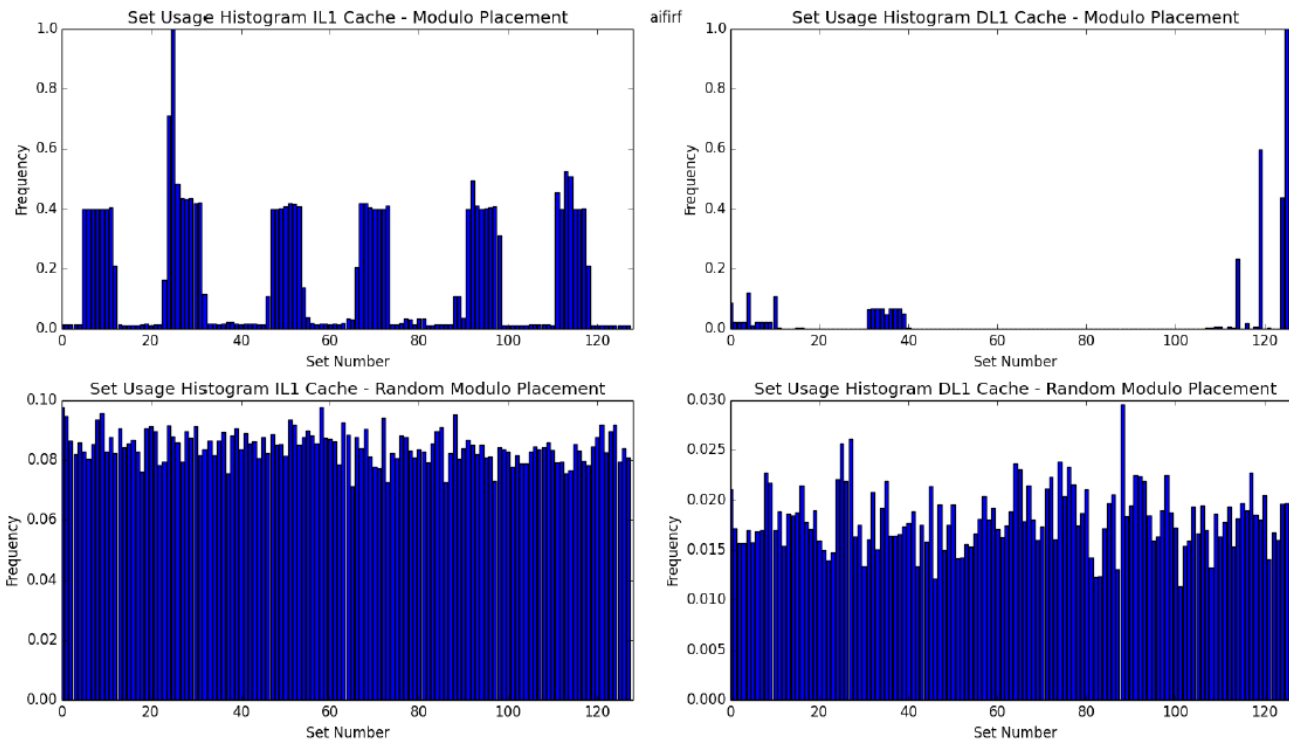 Set Usage Histogram IL1 Cache - Modulo Placement
aifirf
Set Usage Histogram DL1 Cache - Modulo Placement
1.0
0.8
0.6
0.4
0.2
0.0
Frequency
0 20 40 60 80 100 120
Set Number
1.0
0.8
0.6
0.4
0.2
0.0
Frequency
0 20 40 60 80 100 120
Set Number
Set Usage Histogram IL1 Cache - Random Modulo Placement
Set Usage Histogram DL1 Cache - Random Modulo Placement
0.10
0.08
0.06
0.04
0.02
0.00
Frequency
0 20 40 60 80 100 120
Set Number
0.030
0.025
0.020
0.015
0.010
0.005
0.000
Frequency
0 20 40 60 80 100 120
Set Number